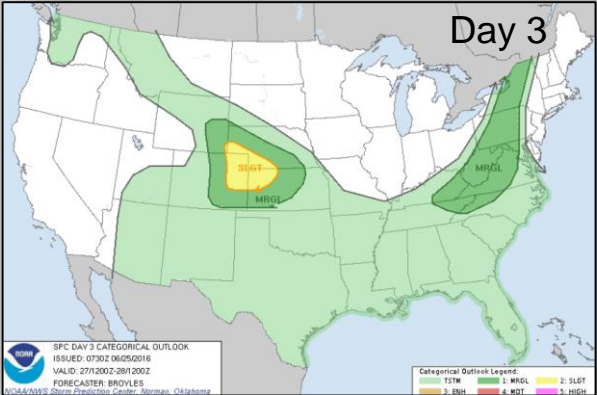 Day 3
SLGT
MRGL
MRGL
NOAA
SPC DAY 3 CATEGORICAL OUTLOOK
ISSUED: 0730Z 06/25/2016
VALID: 27/1200Z-28/1200Z
FORECASTER: BROYLES
NOAA/NWS Storm Prediction Center, Norman, Oklahoma
Categorical Outlook Legend:
TSTM 1: MRGL 2: SLGT
3: ENH 4: MDT 5: HIGH